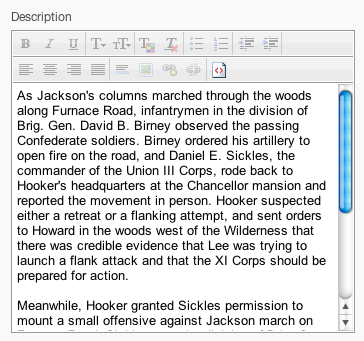 Description
B I U T T T T
As Jackson's columns marched through the woods
along Furnace Road, infantrymen in the division of
Brig. Gen. David B. Birney observed the passing
Confederate soldiers. Birney ordered his artillery to
open fire on the road, and Daniel E. Sickles, the
commander of the Union III Corps, rode back to
Hooker's headquarters at the Chancellor mansion and
reported the movement in person. Hooker suspected
either a retreat or a flanking attempt, and sent orders
to Howard in the woods west of the Wilderness that
there was credible evidence that Lee was trying to
launch a flank attack and that the XI Corps should be
prepared for action.
Meanwhile, Hooker granted Sickles permission to
mount a small offensive against Jackson march on